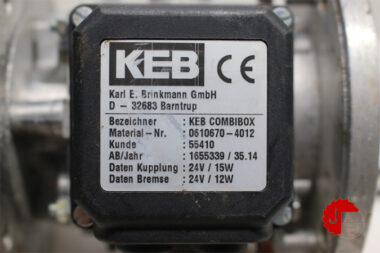 KEB CE
Karl E. Brinkmann GmbH
D - 32683 Barntrup
Bezeichner : KEB COMBIBOX
Material-Nr. : 0610670-4012
Kunde : 55410
AB/Jahr : 1655339 / 35.14
Daten Kupplung : 24V / 15W
Daten Bremse : 24V / 12W